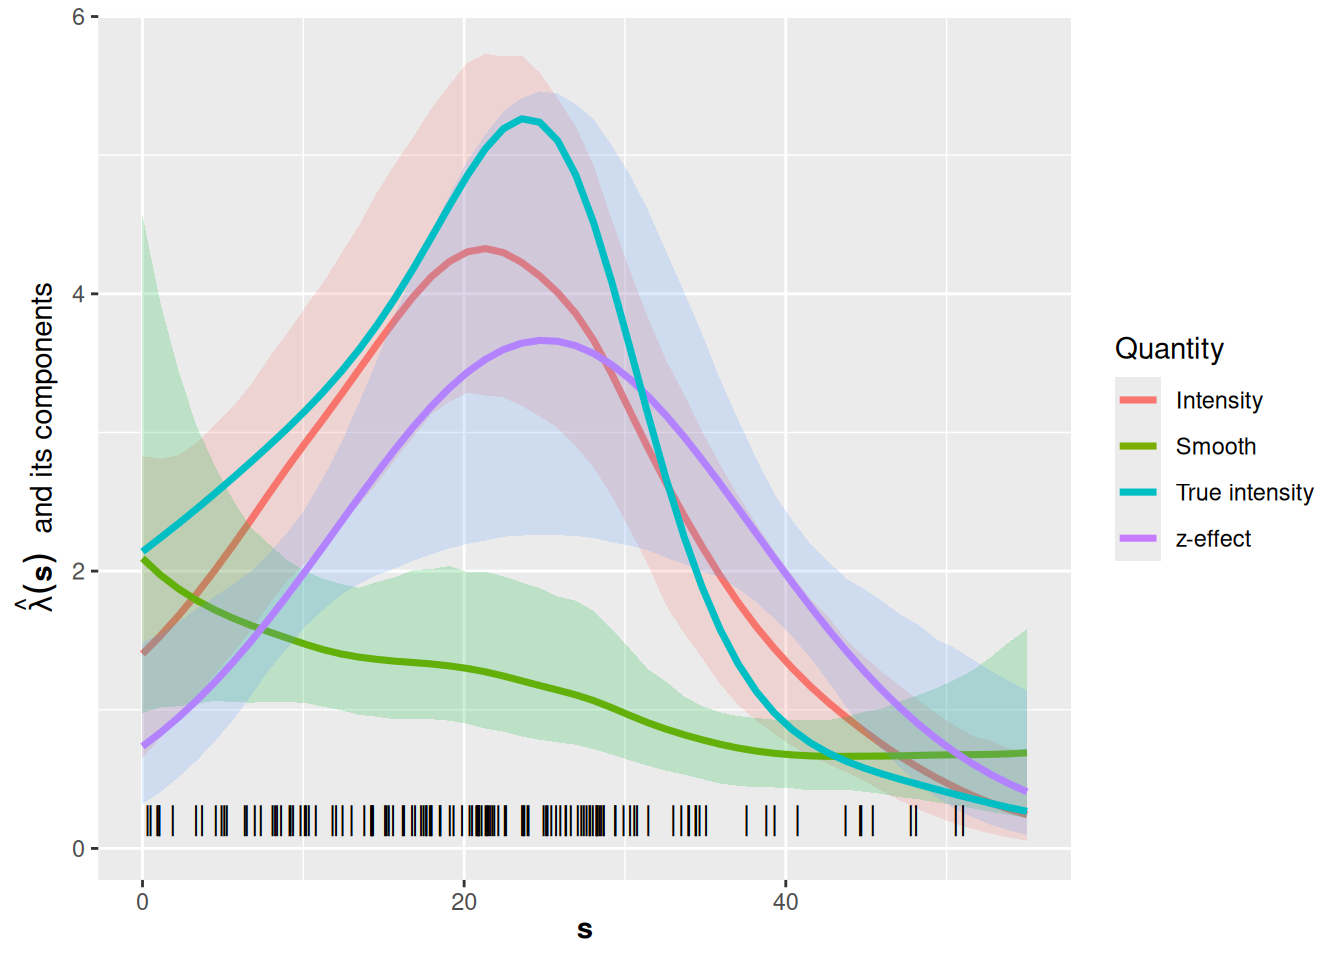 6
4
2
0
λ̂(s) and its components
0 20 40
s
Quantity
Intensity
Smooth
True intensity
z-effect